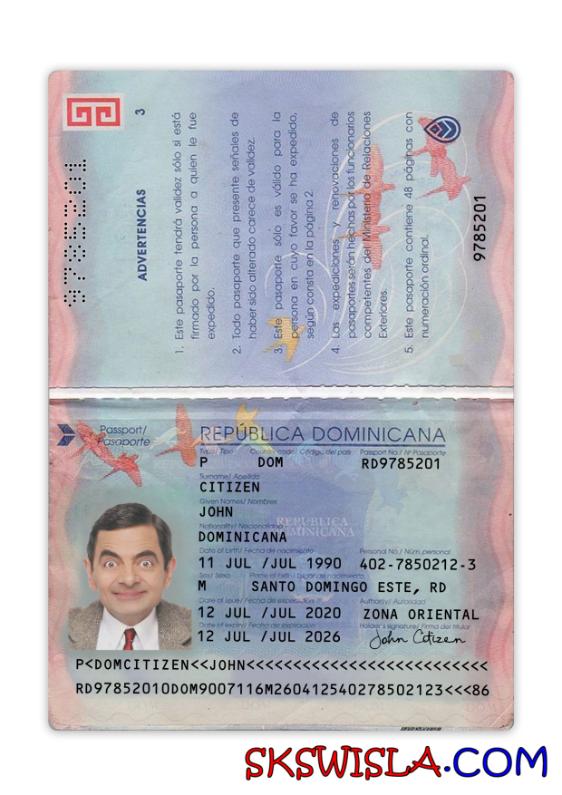 9785201
3
ADVERTENCIAS
1. Este pasaporte tendrá validez sólo si está
firmado por la persona a quien le fue
expedido.
2. Todo pasaporte que presente señales de
haber sido alterado carece de validez.
3. Este pasaporte sólo es válido para la
persona en cuyo favor se ha expedido,
según consta en la página 2.
4. Las expediciones y renovaciones de
pasaportes serán hechas por los funcionarios
competentes del Ministerio de Relaciones
Exteriores.
5. Este pasaporte contiene 48 páginas con
numeración ordinal.
9785201
Passport/
Pasaporte
REPÚBLICA DOMINICANA
Type/ Tipo Country code/ Código del país Passport No./ Nº Pasaporte
P DOM RD9785201
Surname/ Apellido
CITIZEN
Given Names/ Nombres
JOHN
REPUBLICA
DOMINICANA
Nationality/ Nacionalidad
DOMINICANA
Date of birth/ Fecha de nacimiento Personal No./ Núm. personal
11 JUL /JUL 1990 402-7850212-3
Sex/ Sexo Place of birth/ Lugar de nacimiento
M SANTO DOMINGO ESTE, RD
Date of issue/ Fecha de expedición Authority/ Autoridad
12 JUL /JUL 2020 ZONA ORIENTAL
Date of expiry/ Fecha de expiración Holder's signature/ Firma del titular
12 JUL /JUL 2026 John Citizen
P<DOMCITIZEN<<JOHN<<<<<<<<<<<<<<<<<<<<<<<<<<
RD97852010DOM9007116M260412540278502123<<<86
SKSWISLA.COM